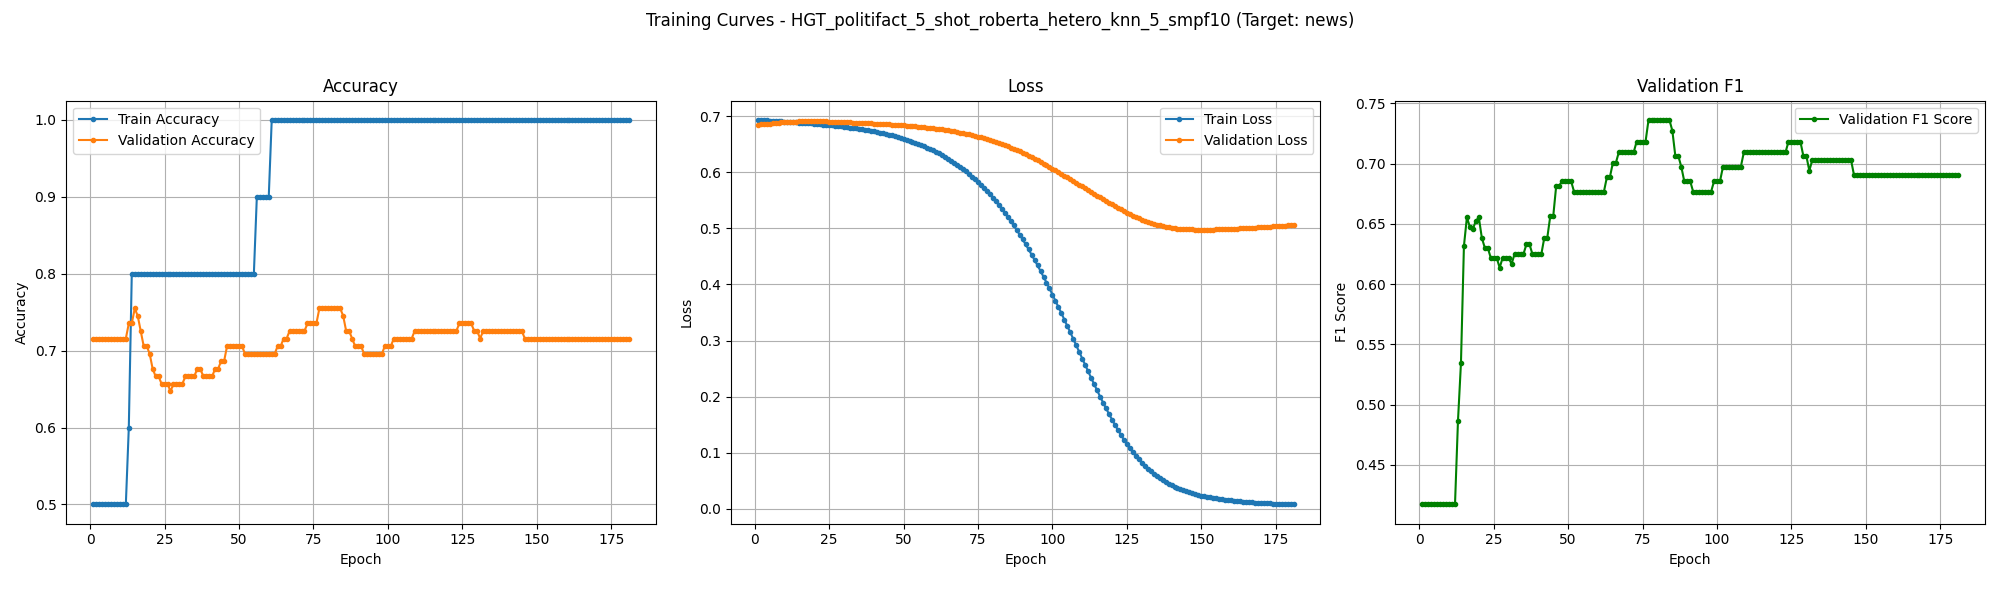 Training Curves - HGT_politifact_5_shot_roberta_hetero_knn_5_smpf10 (Target: news)
Accuracy
Train Accuracy
Validation Accuracy
1.0
0.9
0.8
0.7
0.6
0.5
Accuracy
0 25 50 75 100 125 150 175
Epoch
Loss
Train Loss
Validation Loss
0.7
0.6
0.5
0.4
0.3
0.2
0.1
0.0
Loss
0 25 50 75 100 125 150 175
Epoch
Validation F1
Validation F1 Score
0.75
0.70
0.65
0.60
0.55
0.50
0.45
F1 Score
0 25 50 75 100 125 150 175
Epoch